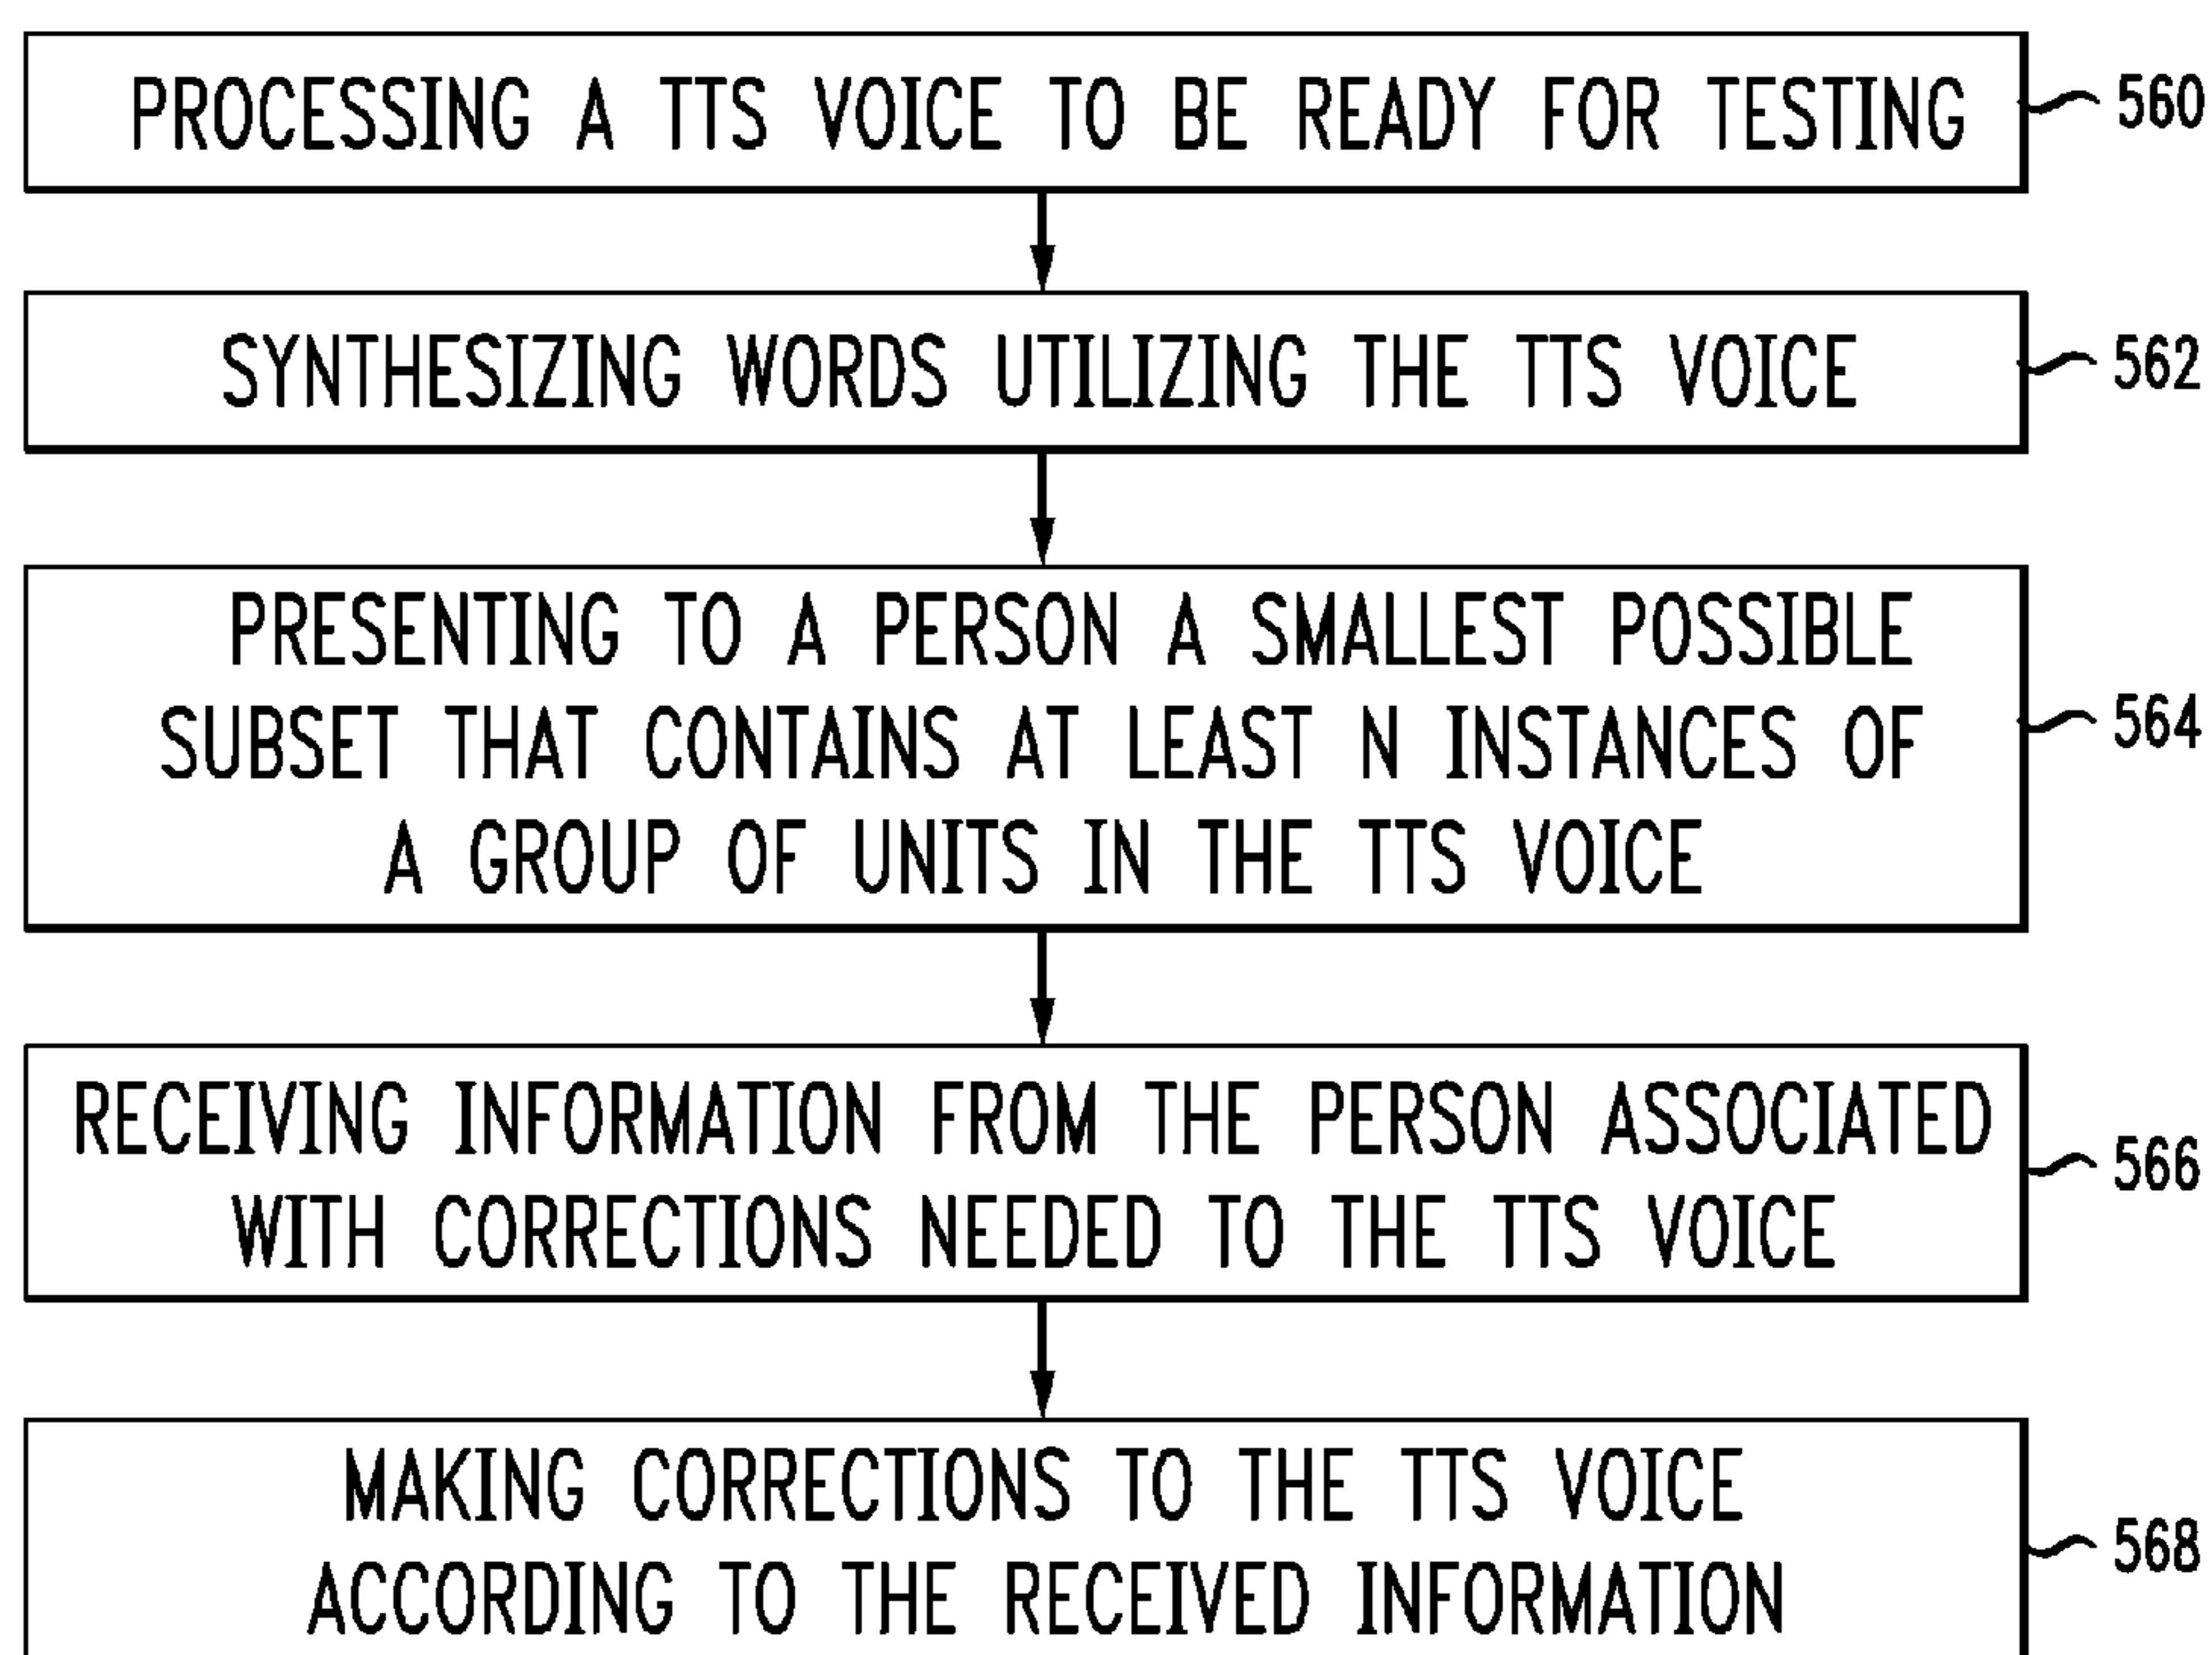 PROCESSING A TTS VOICE TO BE READY FOR TESTING 560
SYNTHESIZING WORDS UTILIZING THE TTS VOICE 562
PRESENTING TO A PERSON A SMALLEST POSSIBLE
SUBSET THAT CONTAINS AT LEAST N INSTANCES OF 564
A GROUP OF UNITS IN THE TTS VOICE
RECEIVING INFORMATION FROM THE PERSON ASSOCIATED 566
WITH CORRECTIONS NEEDED TO THE TTS VOICE
MAKING CORRECTIONS TO THE TTS VOICE 568
ACCORDING TO THE RECEIVED INFORMATION